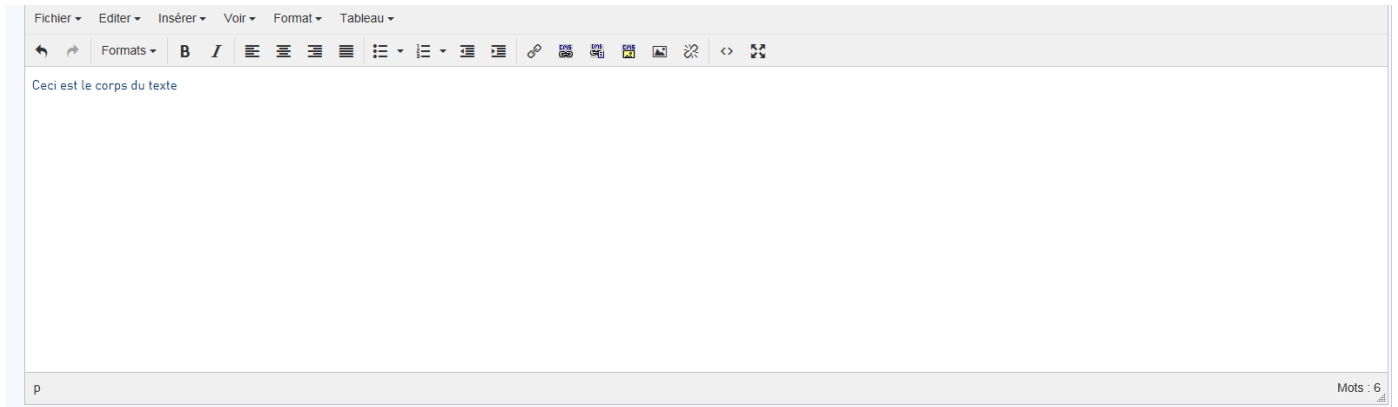 Fichier Editer Insérer Voir Format Tableau
Formats B I
Ceci est le corps du texte
p Mots : 6